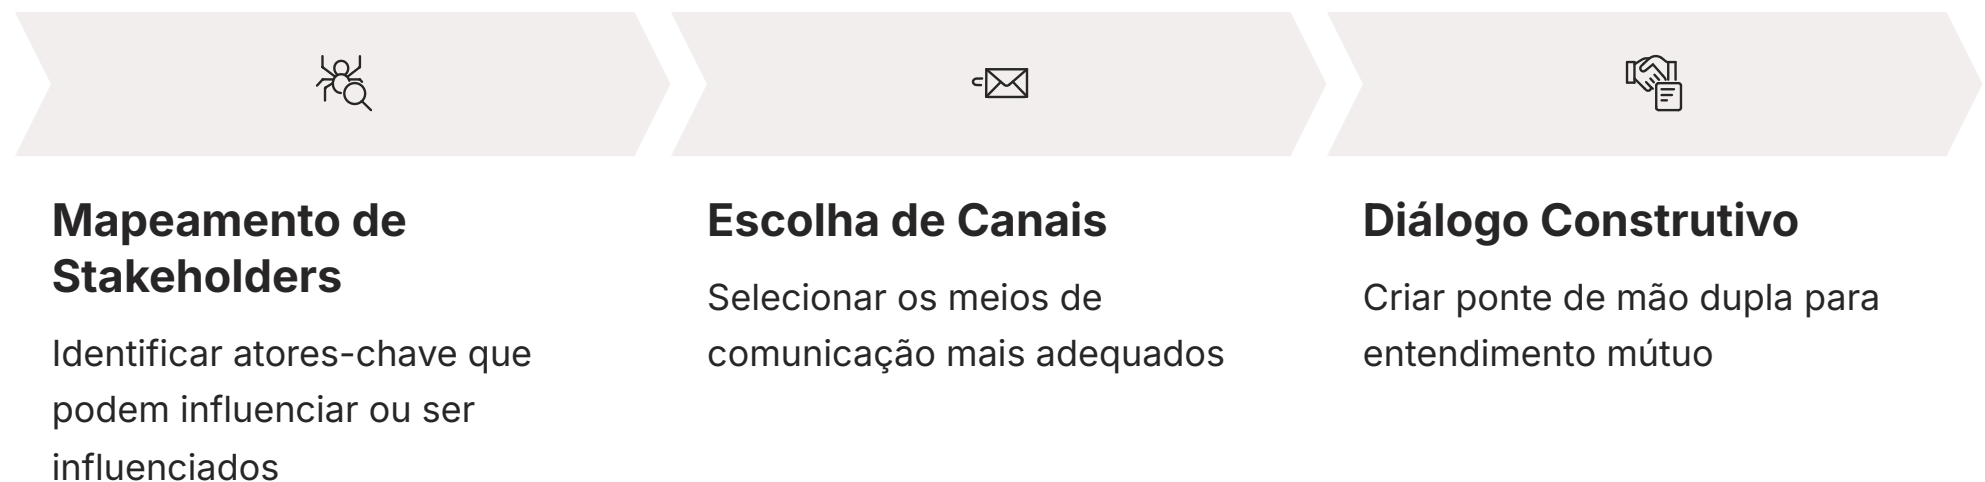 Mapeamento de
Stakeholders
Identificar atores-chave que
podem influenciar ou ser
influenciados
Escolha de Canais
Selecionar os meios de
comunicação mais adequados
Diálogo Construtivo
Criar ponte de mão dupla para
entendimento mútuo